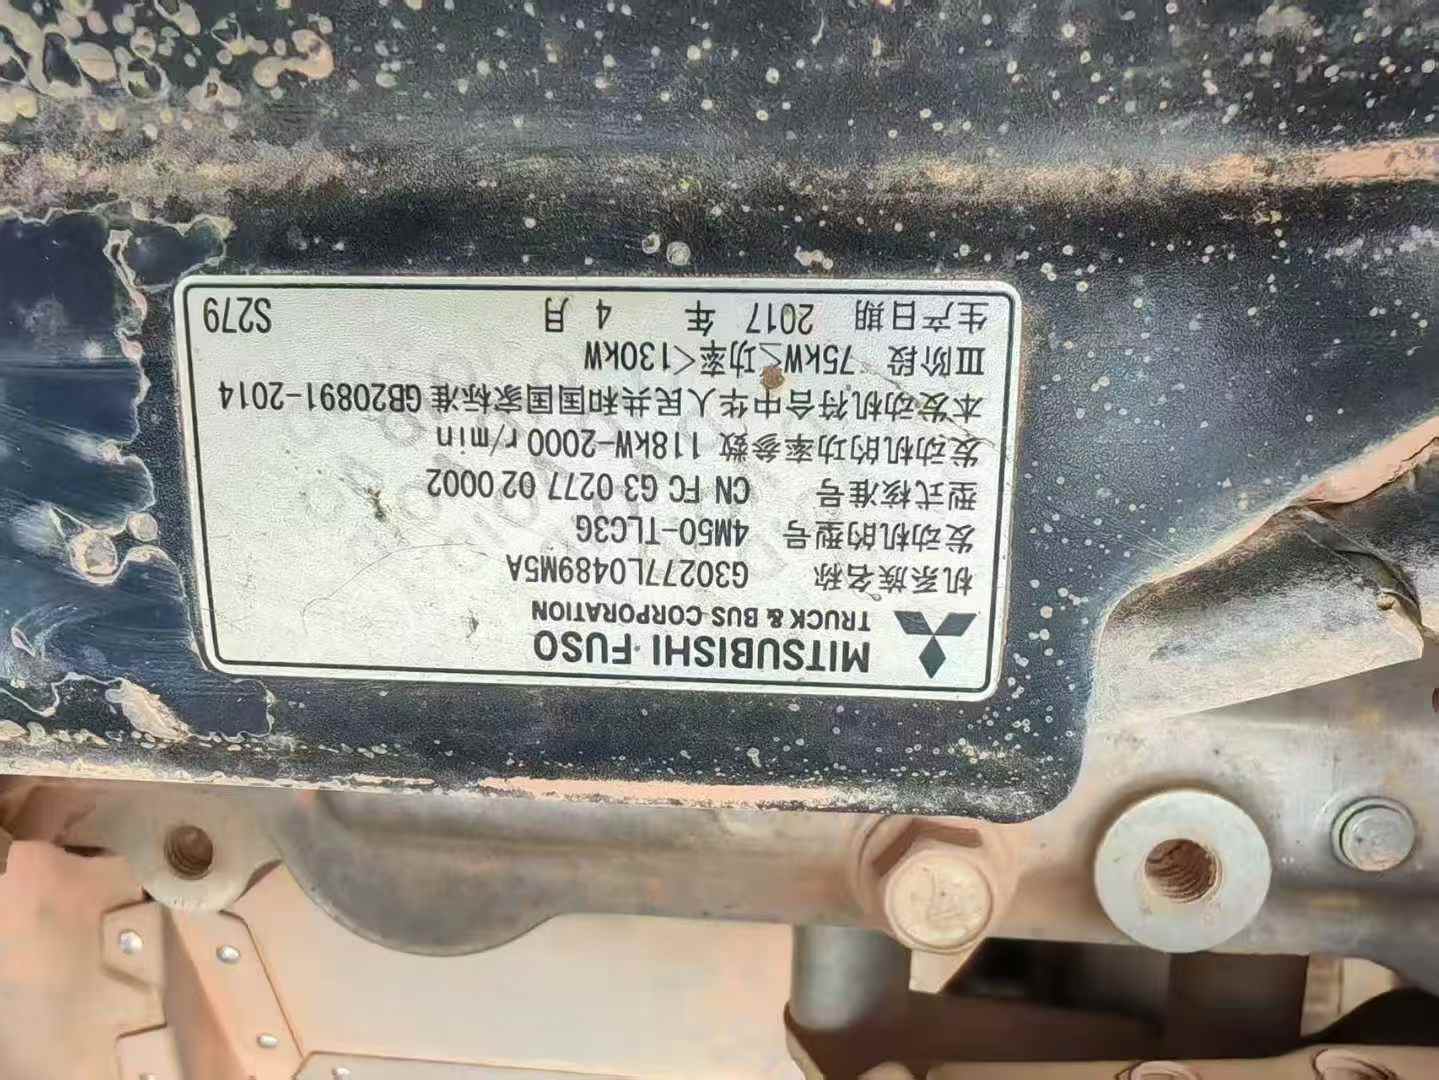 MITSUBISHI FUSO
TRUCK & BUS CORPORATION
机系族名称 G30277L0489M5A
发动机的型号 4M50-TLC3G
型式核准号 CN FC G3 0277 02 0002
发动机的功率参数 118kW-2000 r/min
本发动机符合中华人民共和国国家标准 GB20891-2014
Ⅲ阶段 75kW≤功率<130kW
生产日期 2017 年 4 月 S279